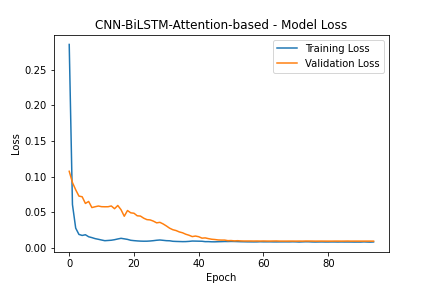 CNN-BiLSTM-Attention-based - Model Loss
Training Loss
Validation Loss
Loss
0.25
0.20
0.15
0.10
0.05
0.00
0 20 40 60 80
Epoch